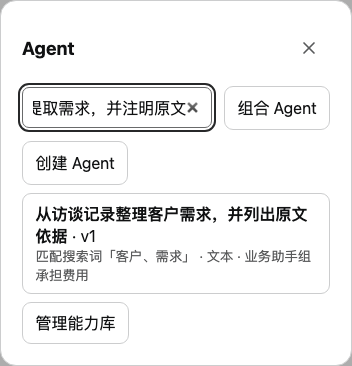 Agent
提取需求，并注明原文
组合 Agent
创建 Agent
从访谈记录整理客户需求，并列出原文
依据 · v1
匹配搜索词「客户、需求」 · 文本 · 业务助手组
承担费用
管理能力库